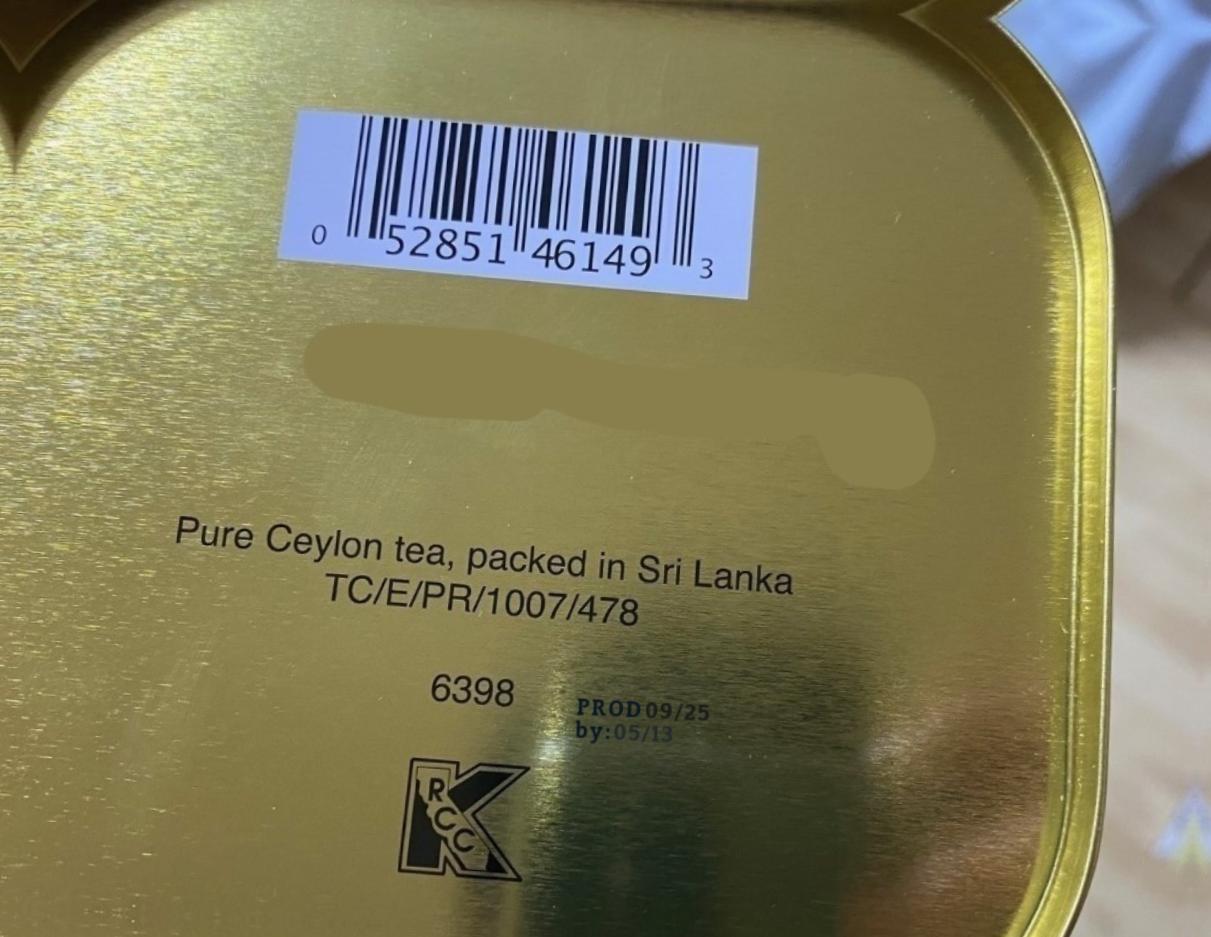 0 52851 46149 3
Pure Ceylon tea, packed in Sri Lanka
TC/E/PR/1007/478
6398
PROD 09/25
by:05/13
K
RCC